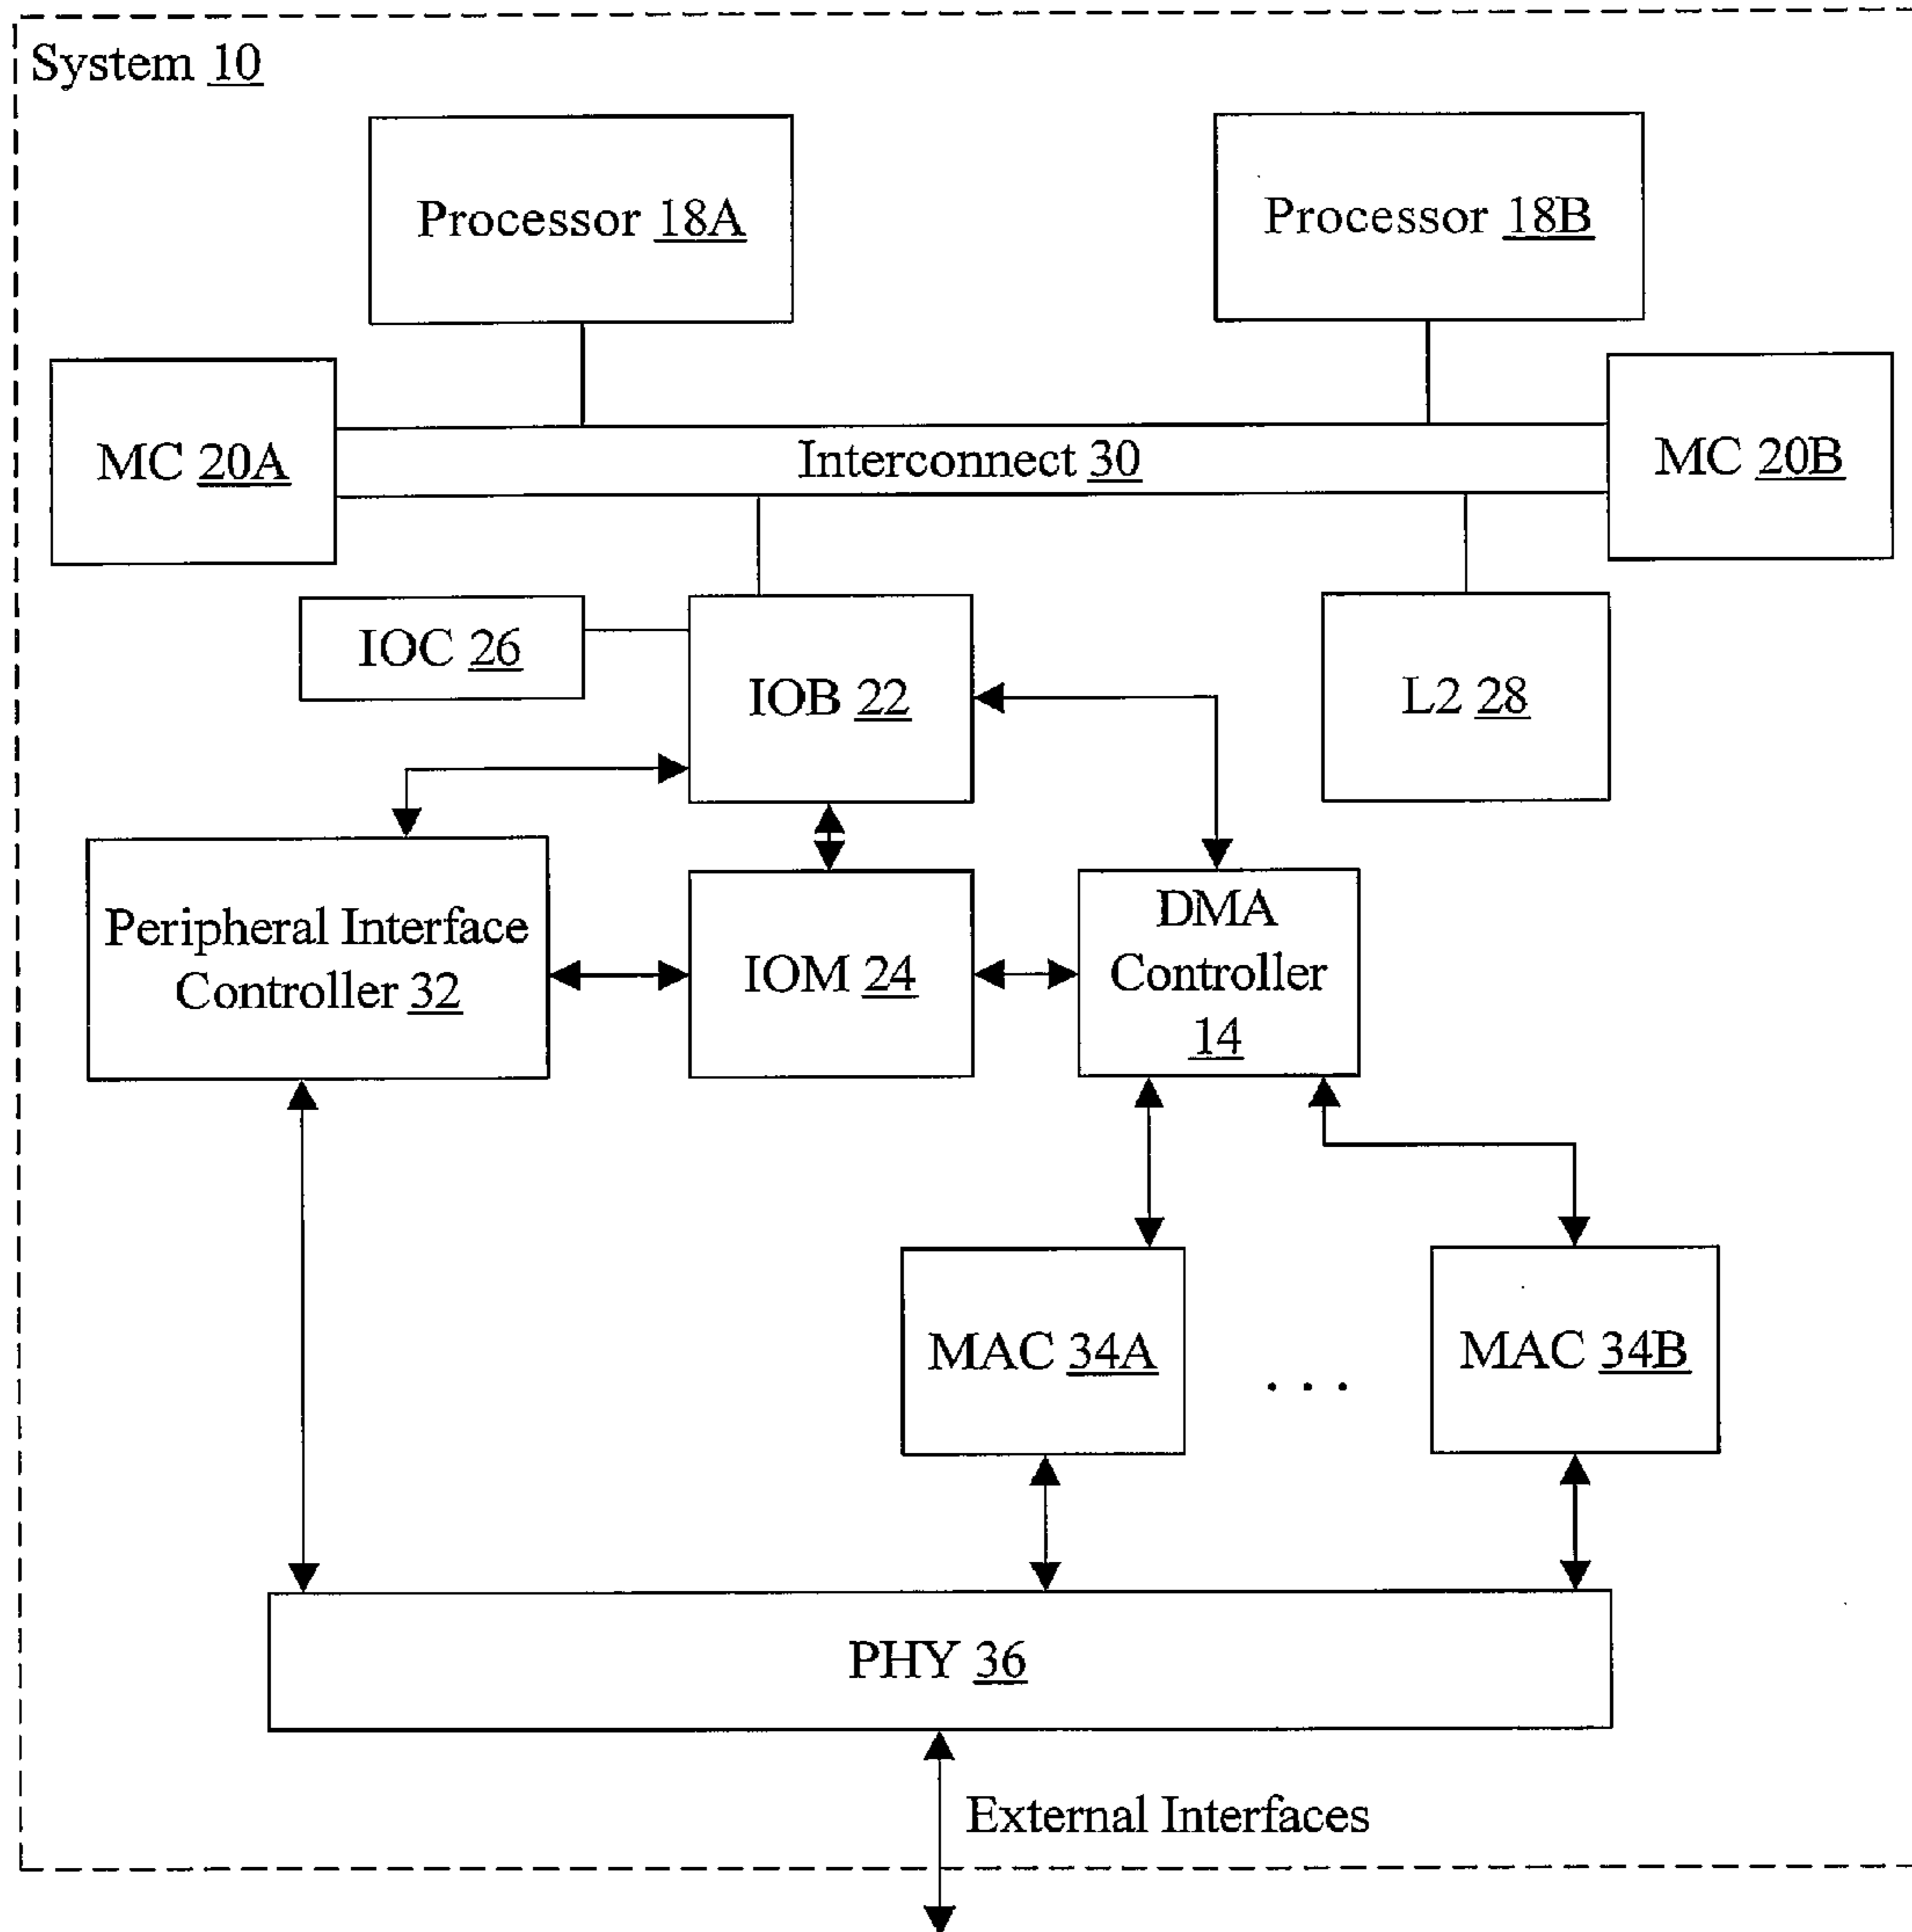 System 10
Processor 18A
Processor 18B
MC 20A
Interconnect 30
MC 20B
IOC 26
IOB 22
L2 28
Peripheral Interface
Controller 32
IOM 24
DMA
Controller
14
MAC 34A
. . .
MAC 34B
PHY 36
External Interfaces